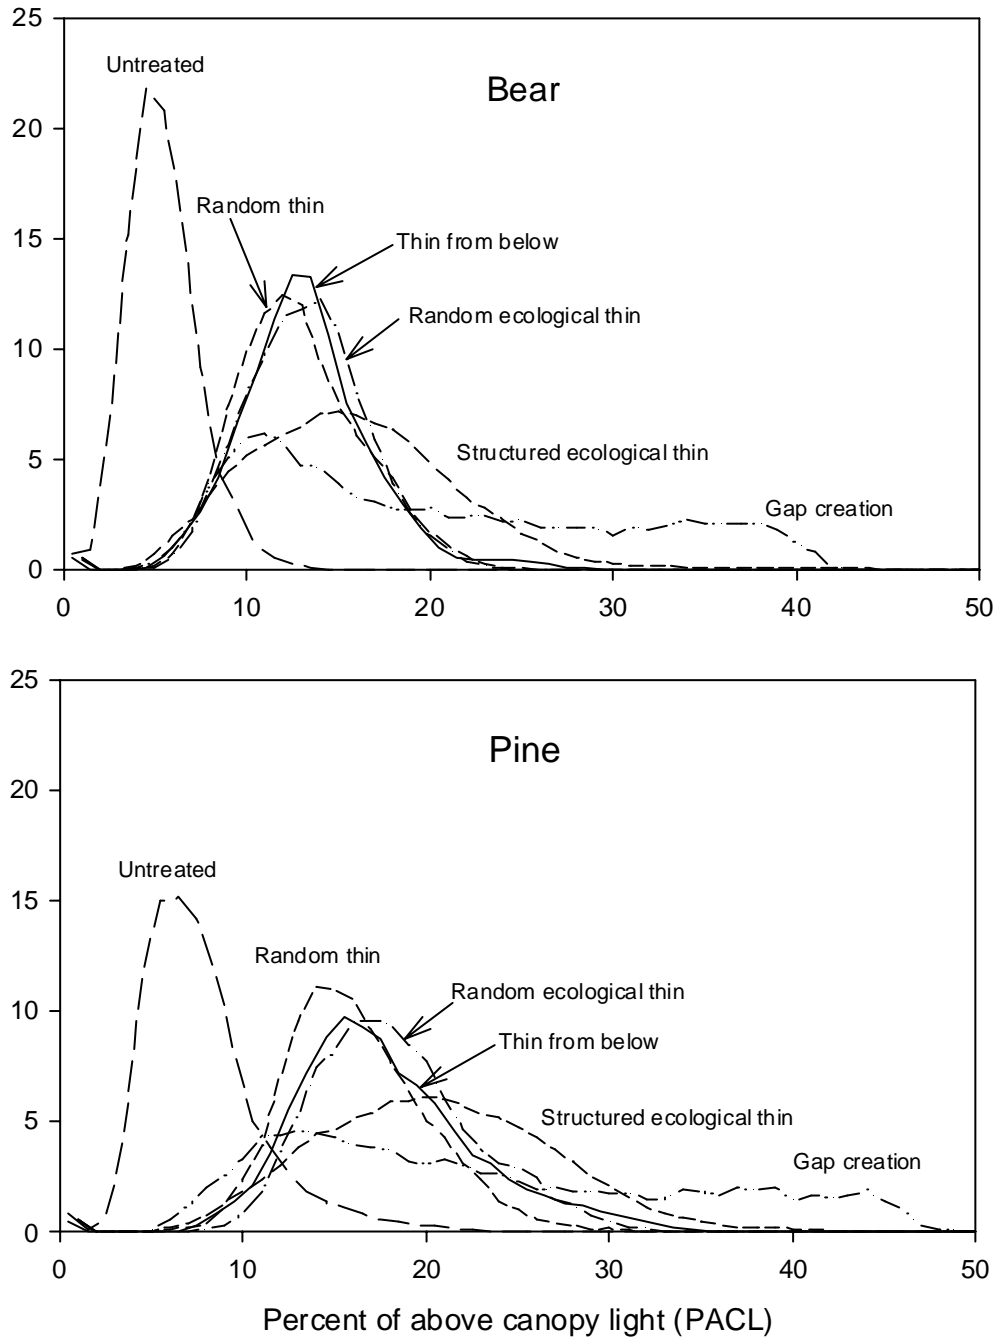 25
Untreated
Bear
20
Random thin
15
Thin from below
Random ecological thin
10
Structured ecological thin
5
Gap creation
0
0 10 20 30 40 50
25
Pine
20
Untreated
15
Random thin
Random ecological thin
10
Thin from below
Structured ecological thin
5
Gap creation
0
0 10 20 30 40 50
Percent of above canopy light (PACL)